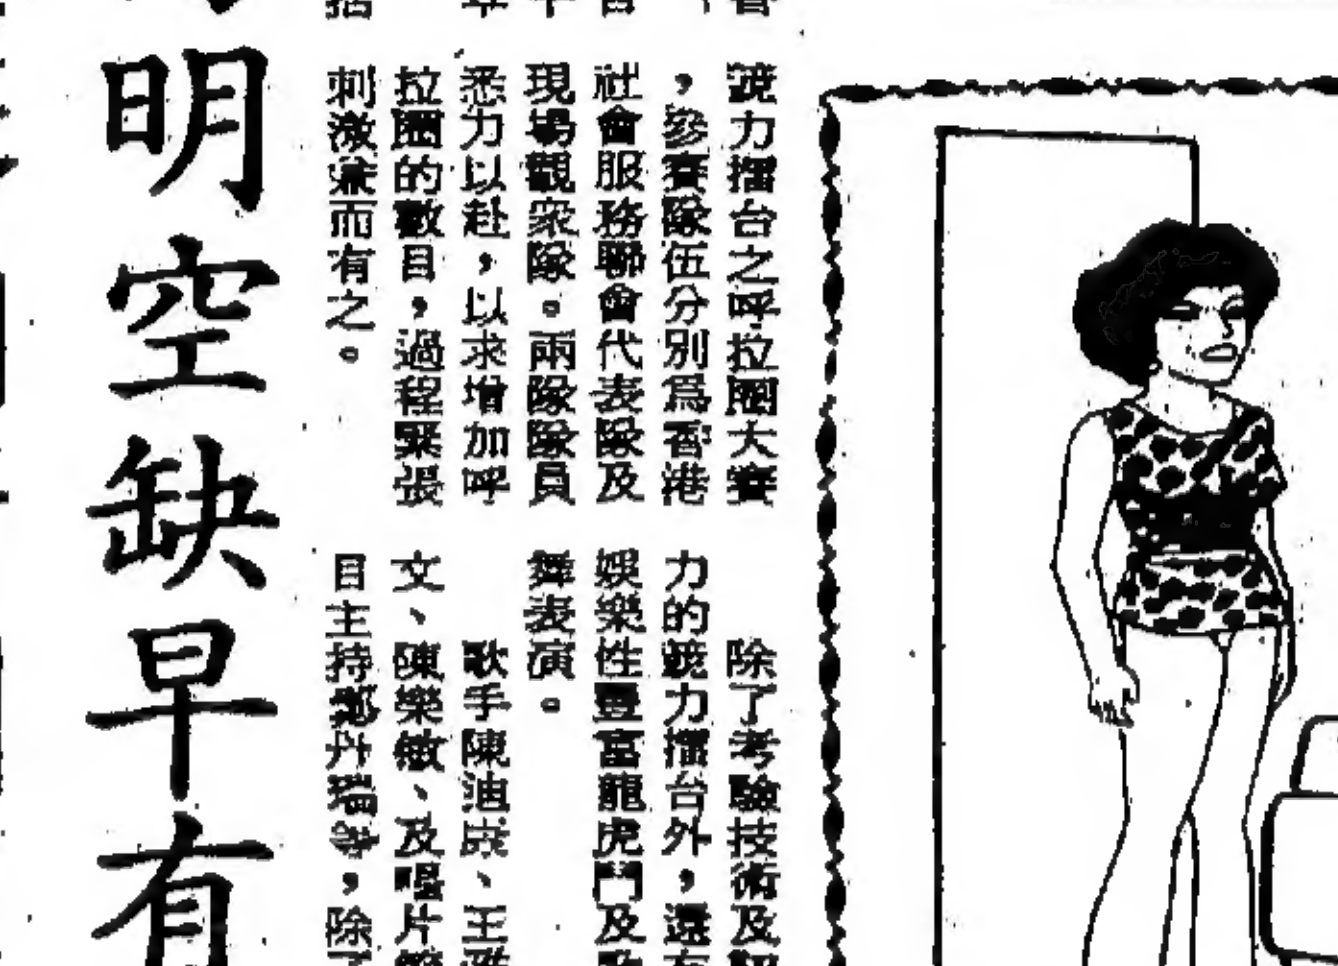 競力擂台之呼拉圈大賽
，參賽隊伍分別爲香港
社會服務聯會代表隊及
現場觀衆隊。兩隊隊員
悉力以赴，以求增加呼
拉圈的數目，過程緊張
刺激兼而有之。
除了考驗技術及
力的競力擂台外，還有
娛樂性豐富龍虎門及歌
舞表演。
歌手陳迪
、王
文、陳樂敏、及唱片
目主持鄭丹瑞等，除了
明空缺早有